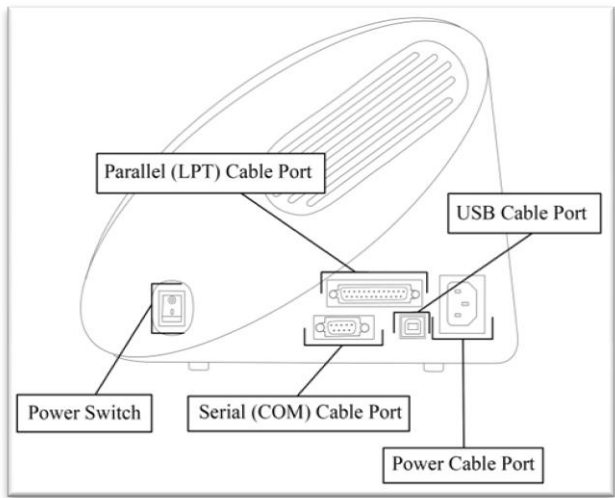 Parallel (LPT) Cable Port
USB Cable Port
Power Switch
Serial (COM) Cable Port
Power Cable Port